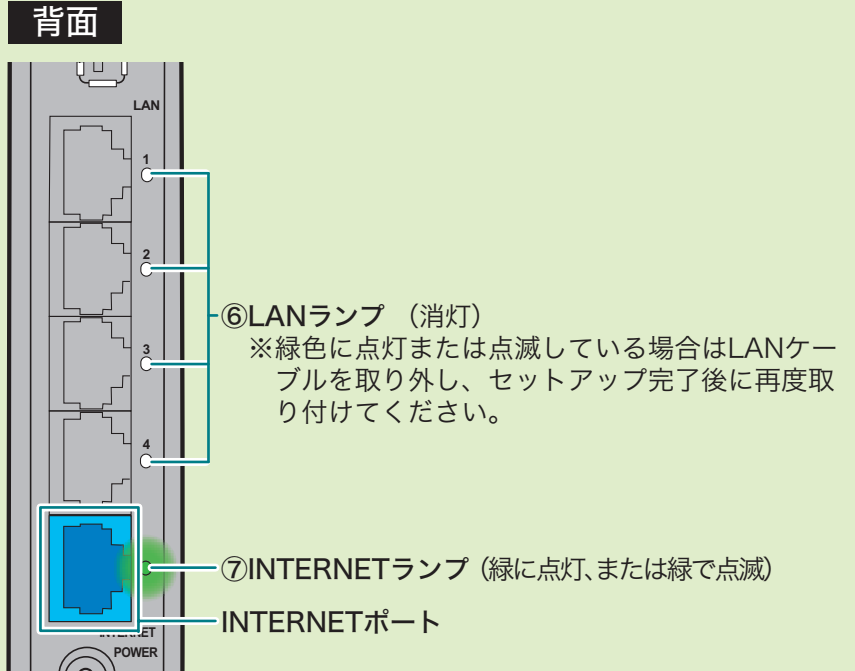 背面
LAN
1
2
3
4
⑥LANランプ （消灯）
※緑色に点灯または点滅している場合はLANケー
ブルを取り外し、セットアップ完了後に再度取
り付けてください。
⑦INTERNETランプ（緑に点灯、または緑で点滅）
INTERNETポート
INTERNET
POWER